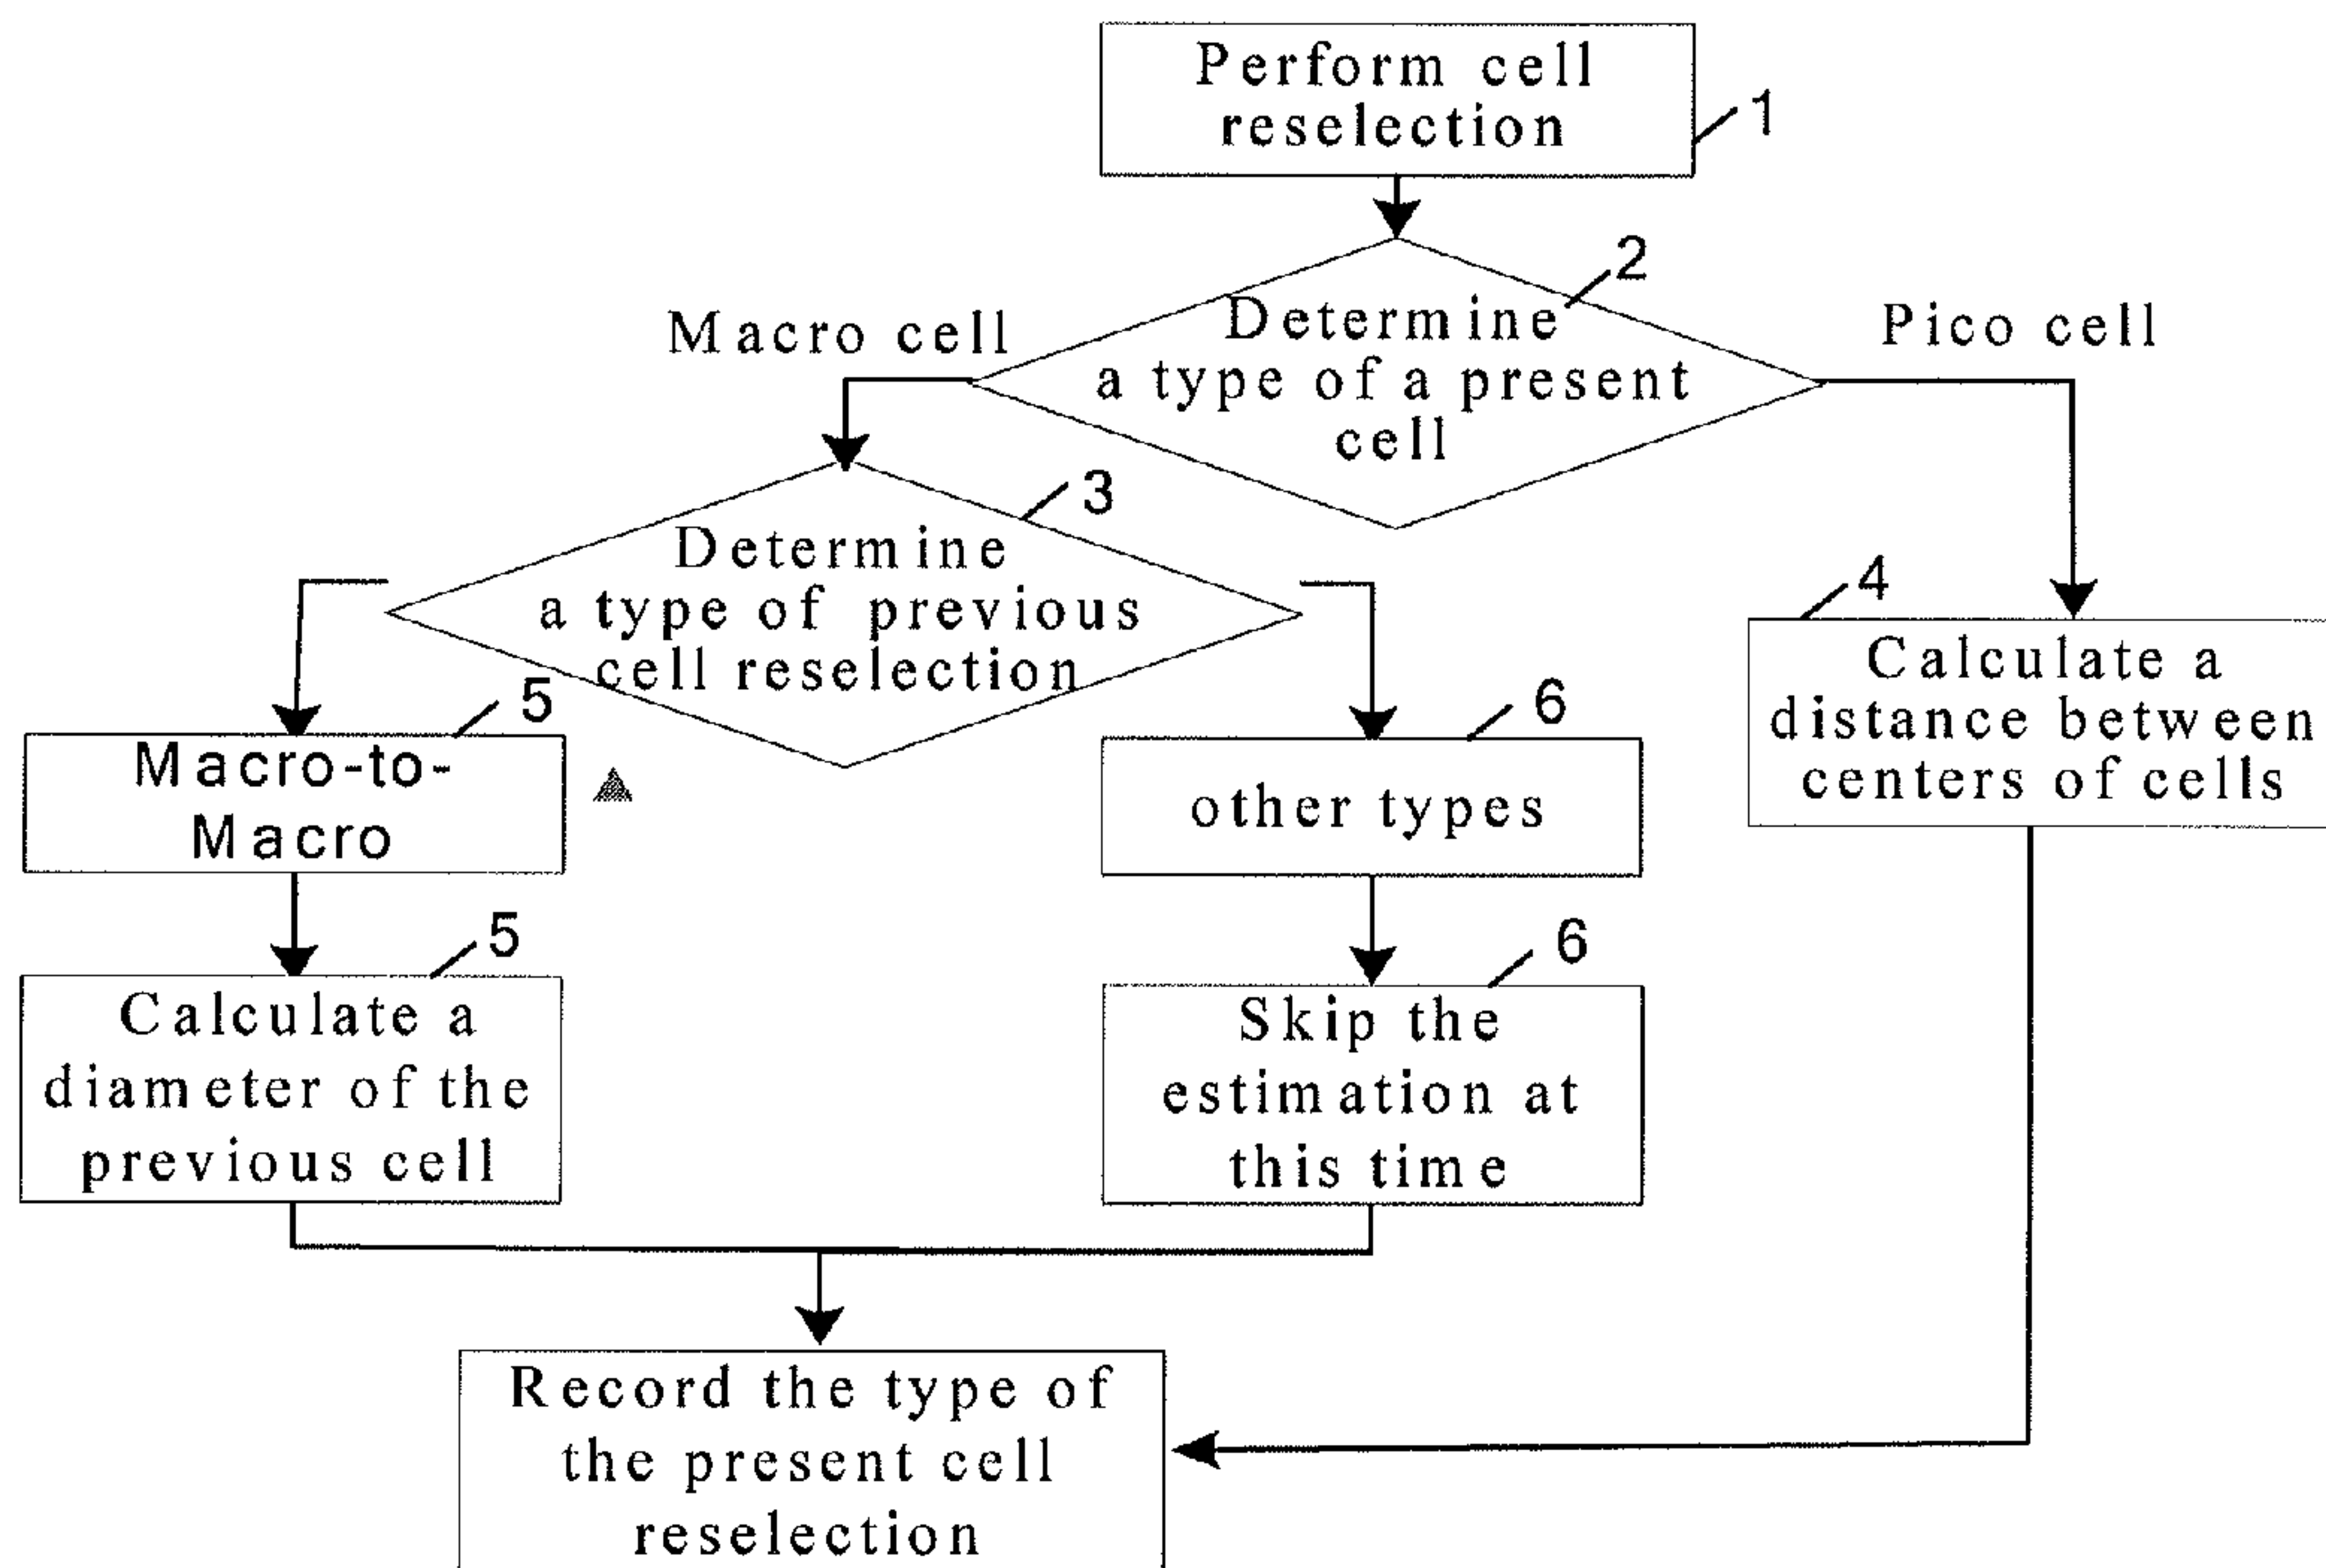 Perform cell
reselection
1
2
Macro cell
Determine
a type of a present
cell
Pico cell
3
Determine
a type of previous
cell reselection
4
Calculate a
distance between
centers of cells
5
Macro-to-
Macro
6
other types
5
Calculate a
diameter of the
previous cell
6
Skip the
estimation at
this time
Record the type of
the present cell
reselection